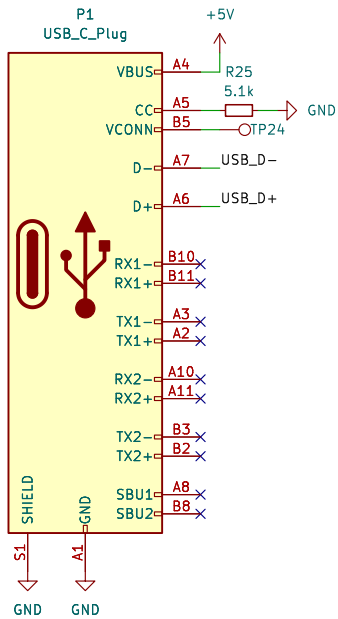 P1
USB_C_Plug
+5V
VBUS
A4
R25
5.1k
CC
A5
GND
VCONN
B5
TP24
D-
A7
USB_D-
D+
A6
USB_D+
RX1-
B10
RX1+
B11
TX1-
A3
TX1+
A2
RX2-
A10
RX2+
A11
TX2-
B3
TX2+
B2
SBU1
A8
SBU2
B8
SHIELD
GND
S1
A1
GND
GND